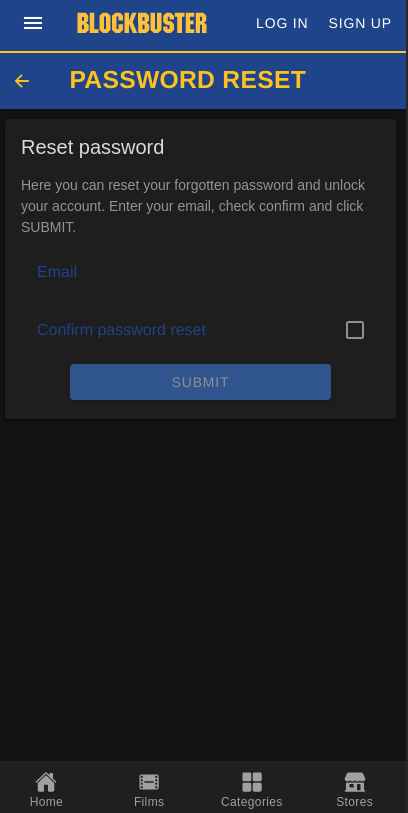 BLOCKBUSTER LOG IN SIGN UP
PASSWORD RESET
Reset password
Here you can reset your forgotten password and unlock
your account. Enter your email, check confirm and click
SUBMIT.
Email
Confirm password reset
SUBMIT
Home Films Categories Stores